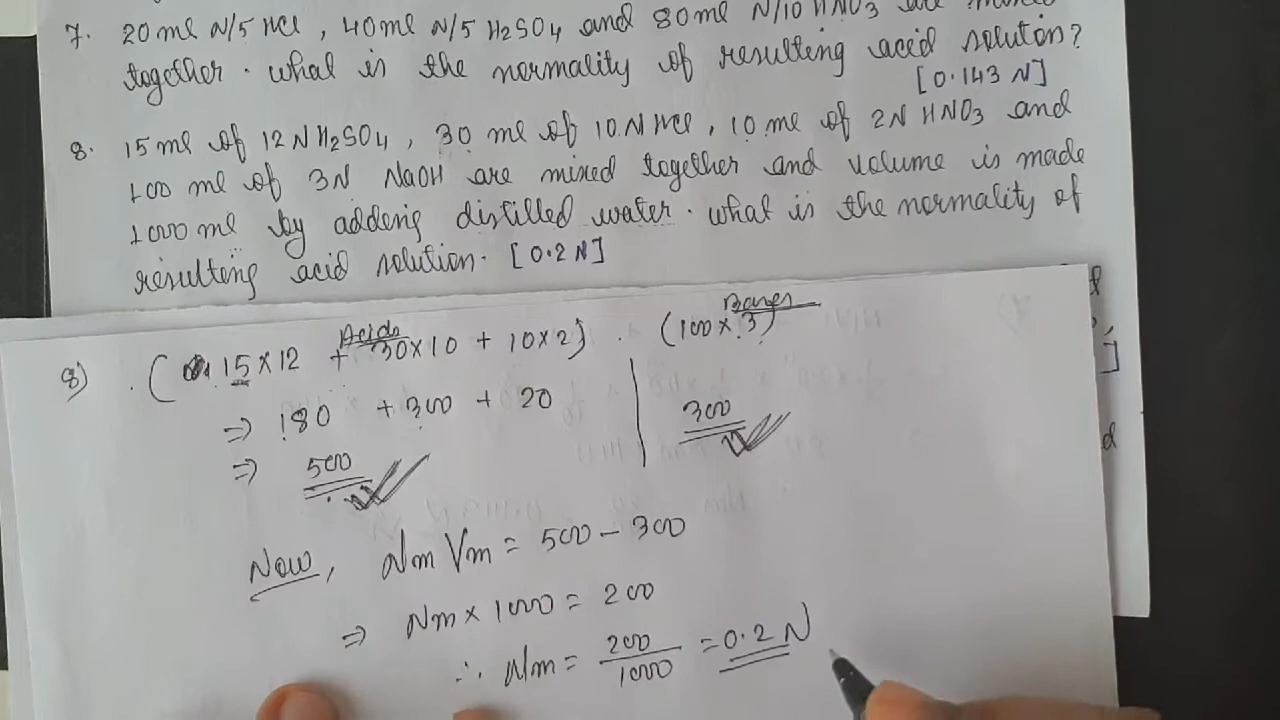 7. 20 ml N/5 HCl, 40 ml N/5 H2SO4 and 80 ml N/10 HNO3 are mixed
together. what is the normality of resulting acid soluton?
[0.143 N]
8. 15 ml of 12 N H2SO4, 30 ml of 10 N HCl, 10 ml of 2N HNO3 and
100 ml of 3N NaOH are mixed together and volume is made
1000 ml by adding distilled water. what is the normality of
resulting acid solution. [0.2 N]
Acids Bases
8) (15×12 + 30×10 + 10×2) . (100×3)
⇒ 180 + 300 + 20 300
⇒ 500
Now, Nm Vm = 500 - 300
⇒ Nm × 1000 = 200
∴ Nm = 200/1000 = 0.2 N
]
d